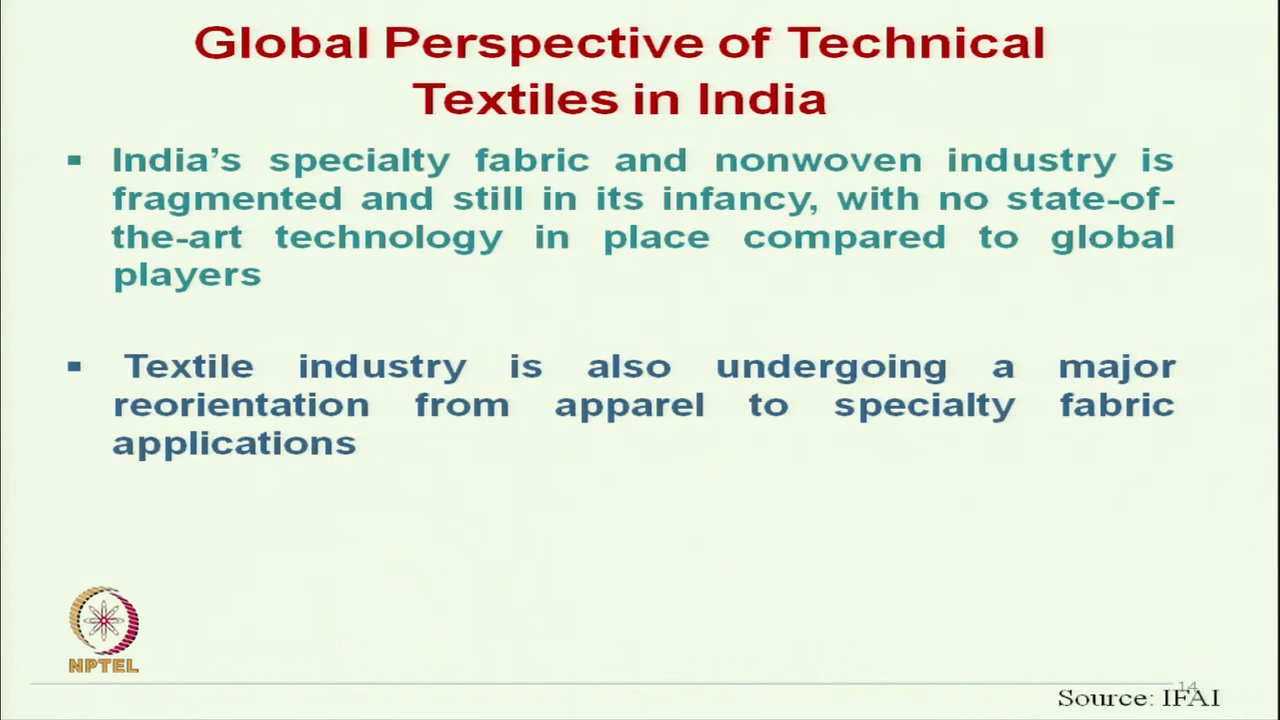 Global Perspective of Technical
Textiles in India
▪ India’s specialty fabric and nonwoven industry is
fragmented and still in its infancy, with no state-of-
the-art technology in place compared to global
players
▪ Textile industry is also undergoing a major
reorientation from apparel to specialty fabric
applications
NPTEL
14
Source: IFAI